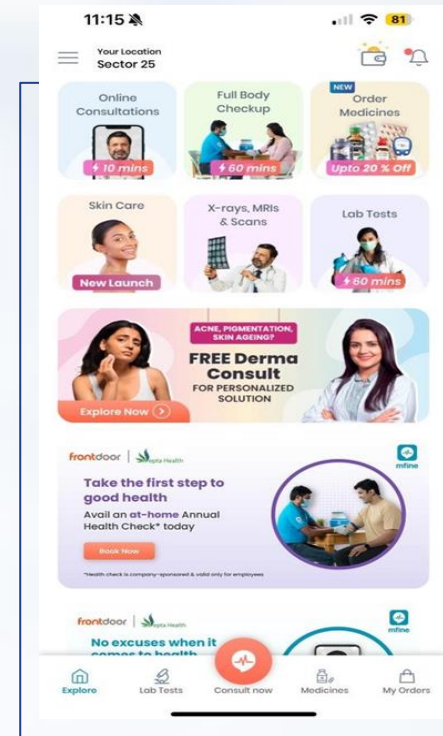 11:15
81
Your Location
Sector 25
Online
Consultations
10 mins
Full Body
Checkup
60 mins
NEW
Order
Medicines
Upto 20 % Off
Skin Care
New Launch
X-rays, MRIs
& Scans
Lab Tests
60 mins
ACNE, PIGMENTATION,
SKIN AGEING?
FREE Derma
Consult
FOR PERSONALIZED
SOLUTION
Explore Now
frontdoor | opta Health
mfine
Take the first step to
good health
Avail an at-home Annual
Health Check* today
Book Now
*Health check is company-sponsored & valid only for employees
frontdoor | opta Health
mfine
No excuses when it
comes to health
Explore
Lab Tests
Consult now
Medicines
My Orders